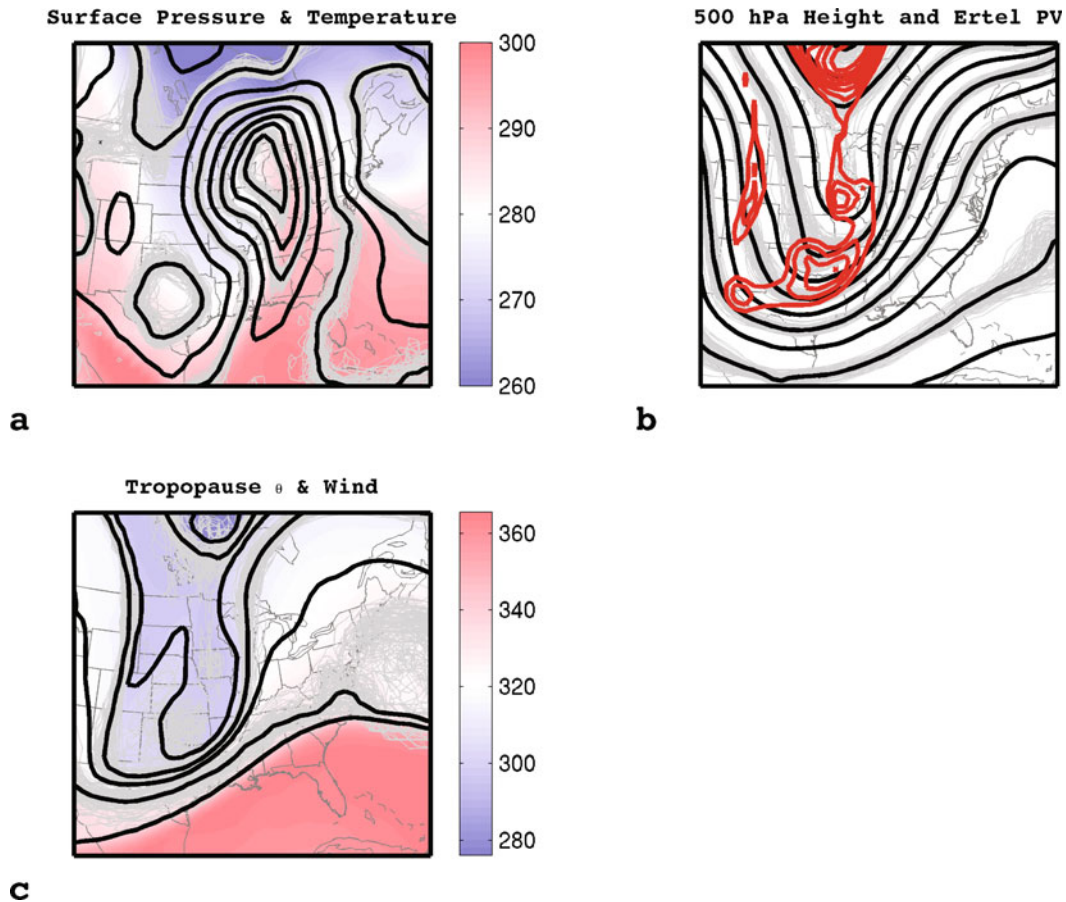 Surface Pressure & Temperature
300
290
280
270
260
a
500 hPa Height and Ertel PV
b
Tropopause θ & Wind
360
340
320
300
280
c